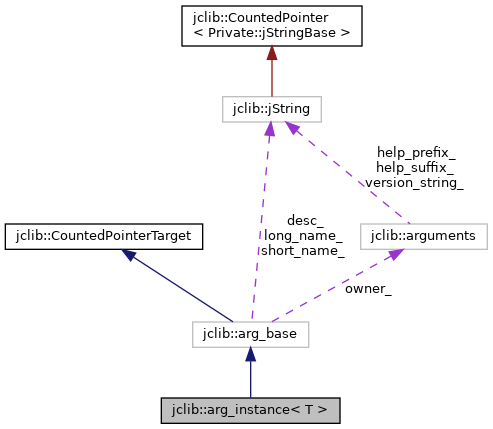 jclib::CountedPointer
< Private::jStringBase >
jclib::jString
help_prefix_
help_suffix_
version_string_
desc_
long_name_
short_name_
jclib::CountedPointerTarget
jclib::arguments
owner_
jclib::arg_base
jclib::arg_instance< T >